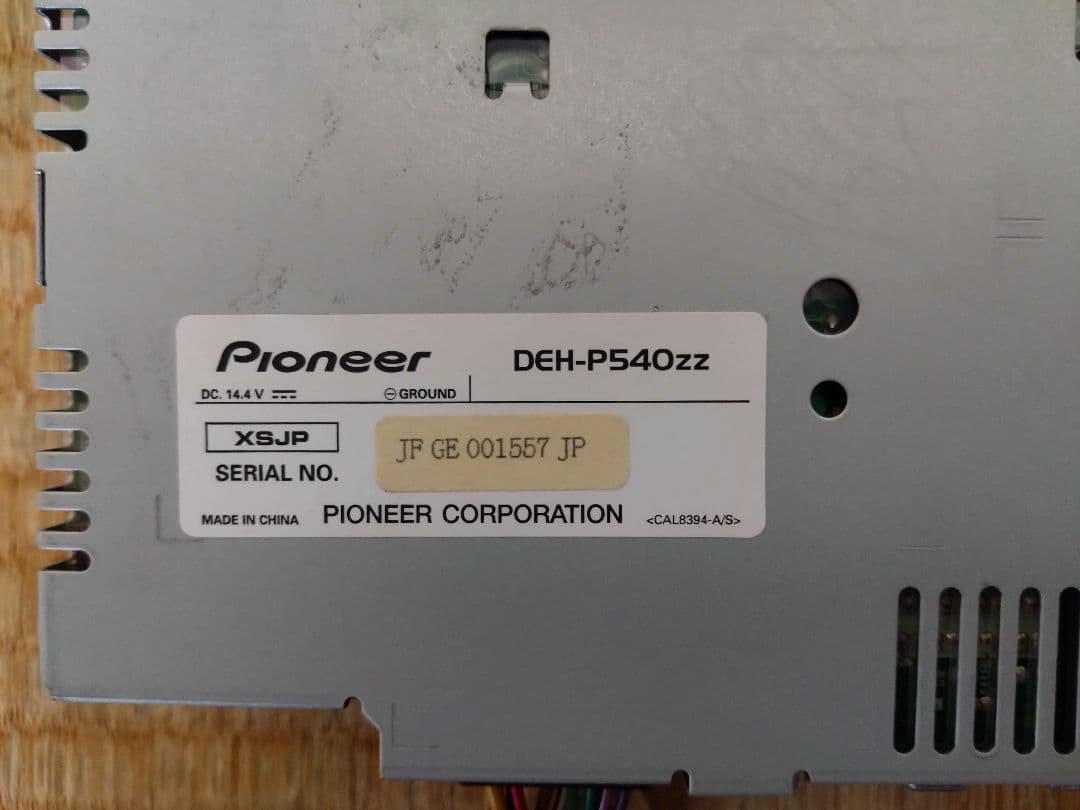 Pioneer DEH-P540zz
DC. 14.4 V ⎓ ⊖ GROUND
XSJP
SERIAL NO. JF GE 001557 JP
MADE IN CHINA PIONEER CORPORATION <CAL8394-A/S>